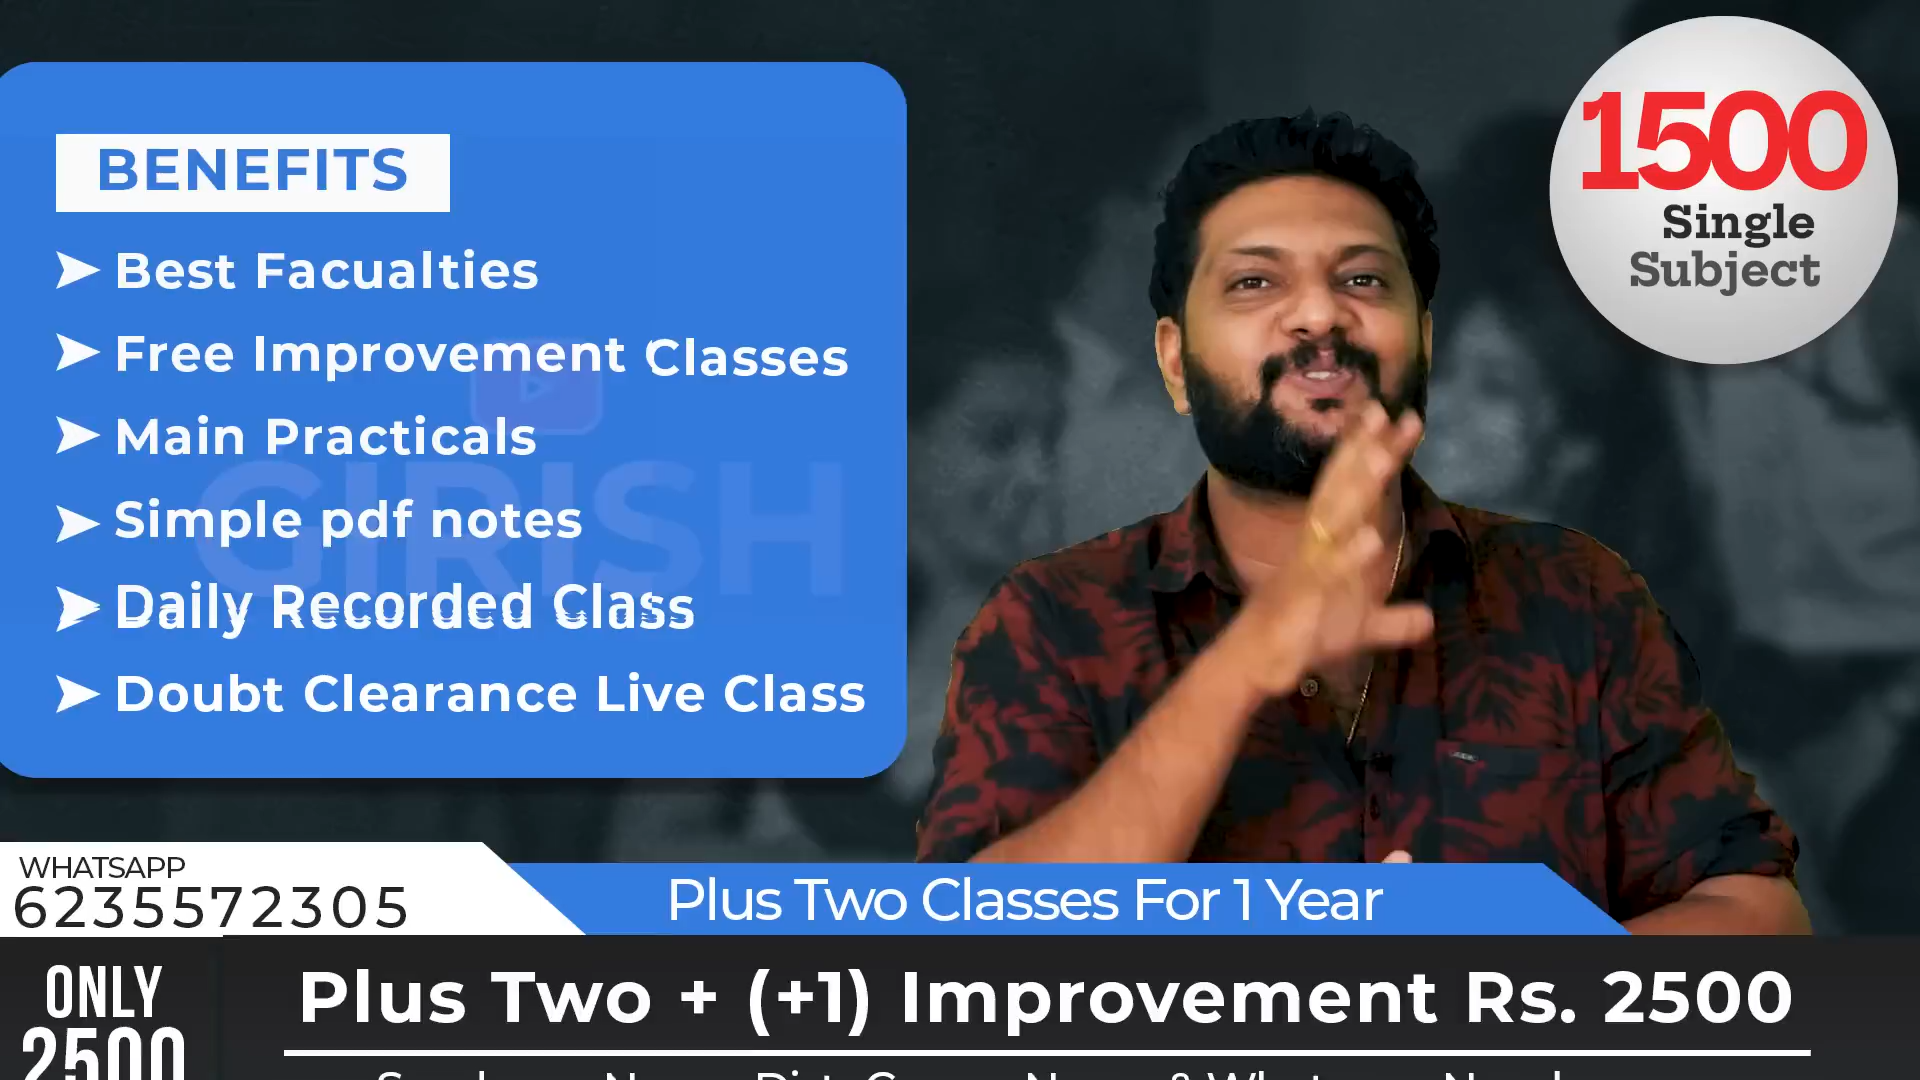 BENEFITS
Best Facualties
Free Improvement Classes
Main Practicals
Simple pdf notes
Daily Recorded Class
Doubt Clearance Live Class
GIRISH
1500
Single
Subject
WHATSAPP
6235572305
Plus Two Classes For 1 Year
ONLY
2500
Plus Two + (+1) Improvement Rs. 2500